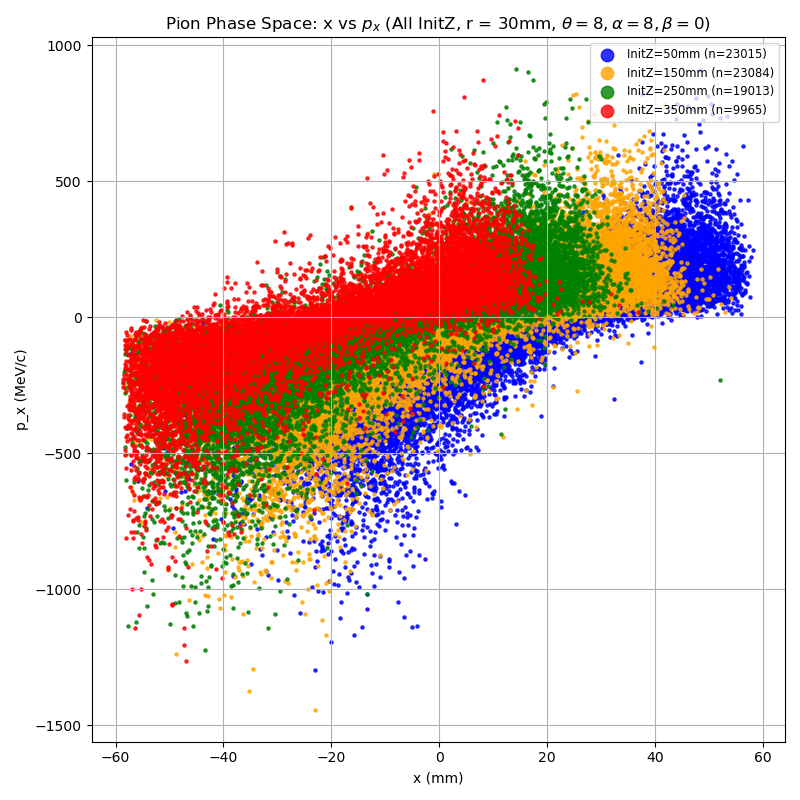 Pion Phase Space: x vs p_x (All InitZ, r = 30mm, θ = 8, α = 8, β = 0)
InitZ=50mm (n=23015)
InitZ=150mm (n=23084)
InitZ=250mm (n=19013)
InitZ=350mm (n=9965)
1000
500
0
−500
−1000
−1500
p_x (MeV/c)
−60 −40 −20 0 20 40 60
x (mm)